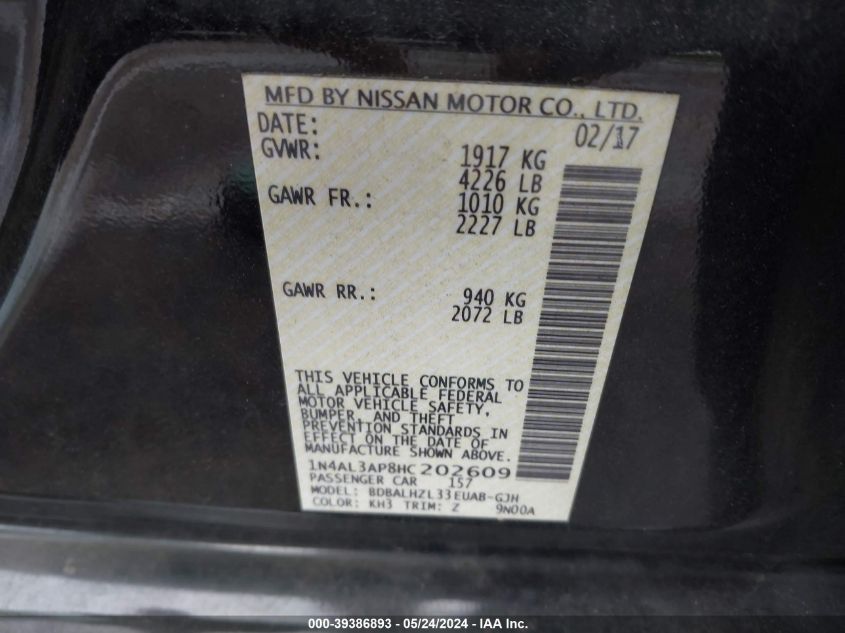 MFD BY NISSAN MOTOR CO., LTD.
DATE: 02/17
GVWR: 1917 KG
4226 LB
GAWR FR.: 1010 KG
2227 LB
GAWR RR.: 940 KG
2072 LB
THIS VEHICLE CONFORMS TO
ALL APPLICABLE FEDERAL
MOTOR VEHICLE SAFETY,
BUMPER, AND THEFT
PREVENTION STANDARDS IN
EFFECT ON THE DATE OF
MANUFACTURE SHOWN ABOVE.
1N4AL3AP8HC202609
PASSENGER CAR 157
MODEL: BDBALHZL33EUAB-GJH
COLOR: KH3 TRIM: Z 9N00A
000-39386893 - 05/24/2024 - IAAI.com.